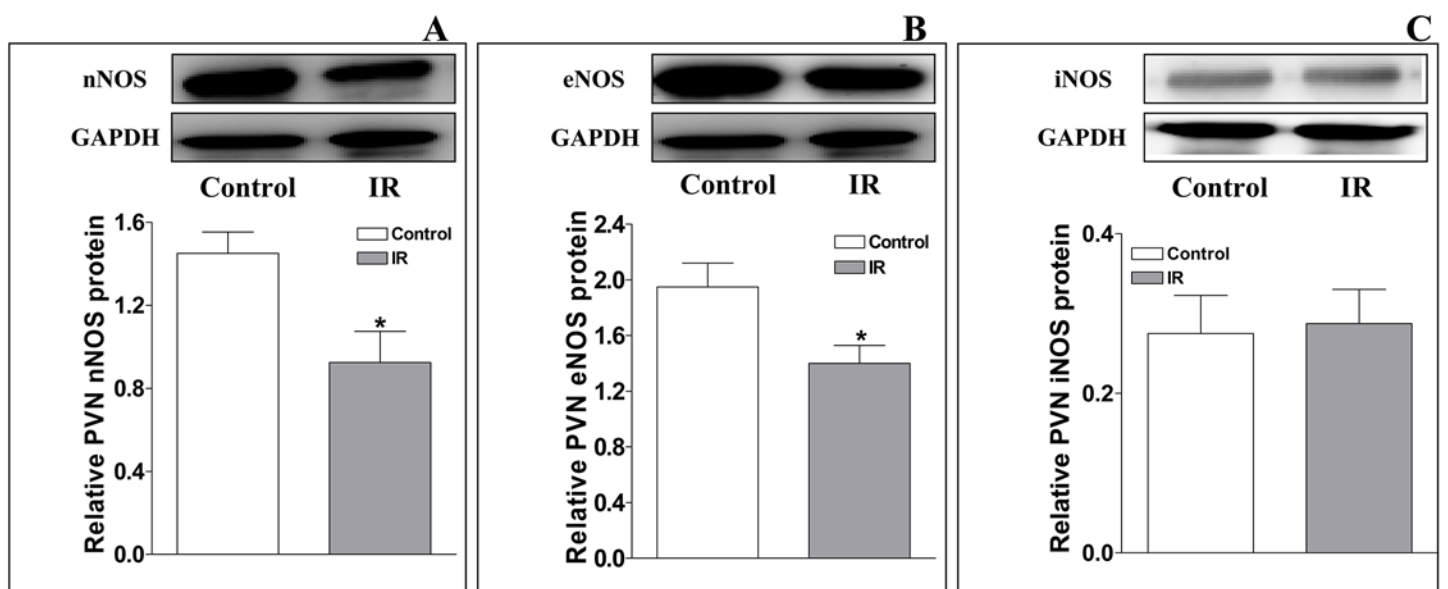 A
nNOS
GAPDH
Control IR
Relative PVN nNOS protein
1.6
1.2
0.8
0.4
0.0
Control
IR
*
B
eNOS
GAPDH
Control IR
Relative PVN eNOS protein
2.4
2.0
1.6
1.2
0.8
0.4
0.0
Control
IR
*
C
iNOS
GAPDH
Control IR
Relative PVN iNOS protein
0.4
0.2
0.0
Control
IR